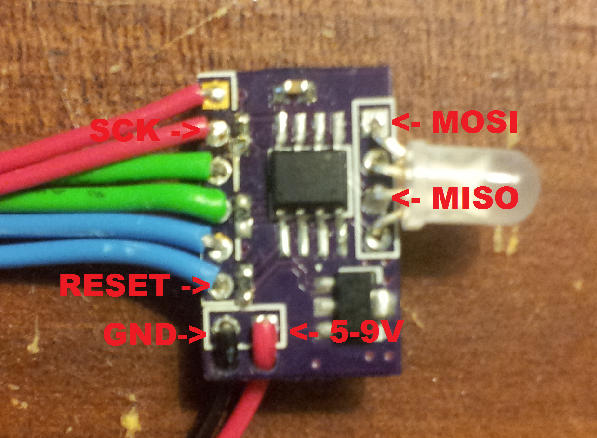 <- MOSI
SCK ->
<- MISO
RESET ->
GND->
<- 5-9V